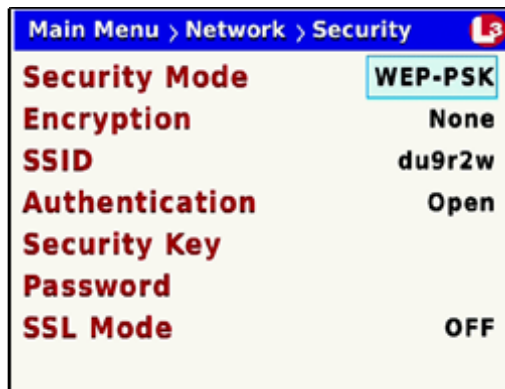 Main Menu > Network > Security L3
Security Mode WEP-PSK
Encryption None
SSID du9r2w
Authentication Open
Security Key
Password
SSL Mode OFF